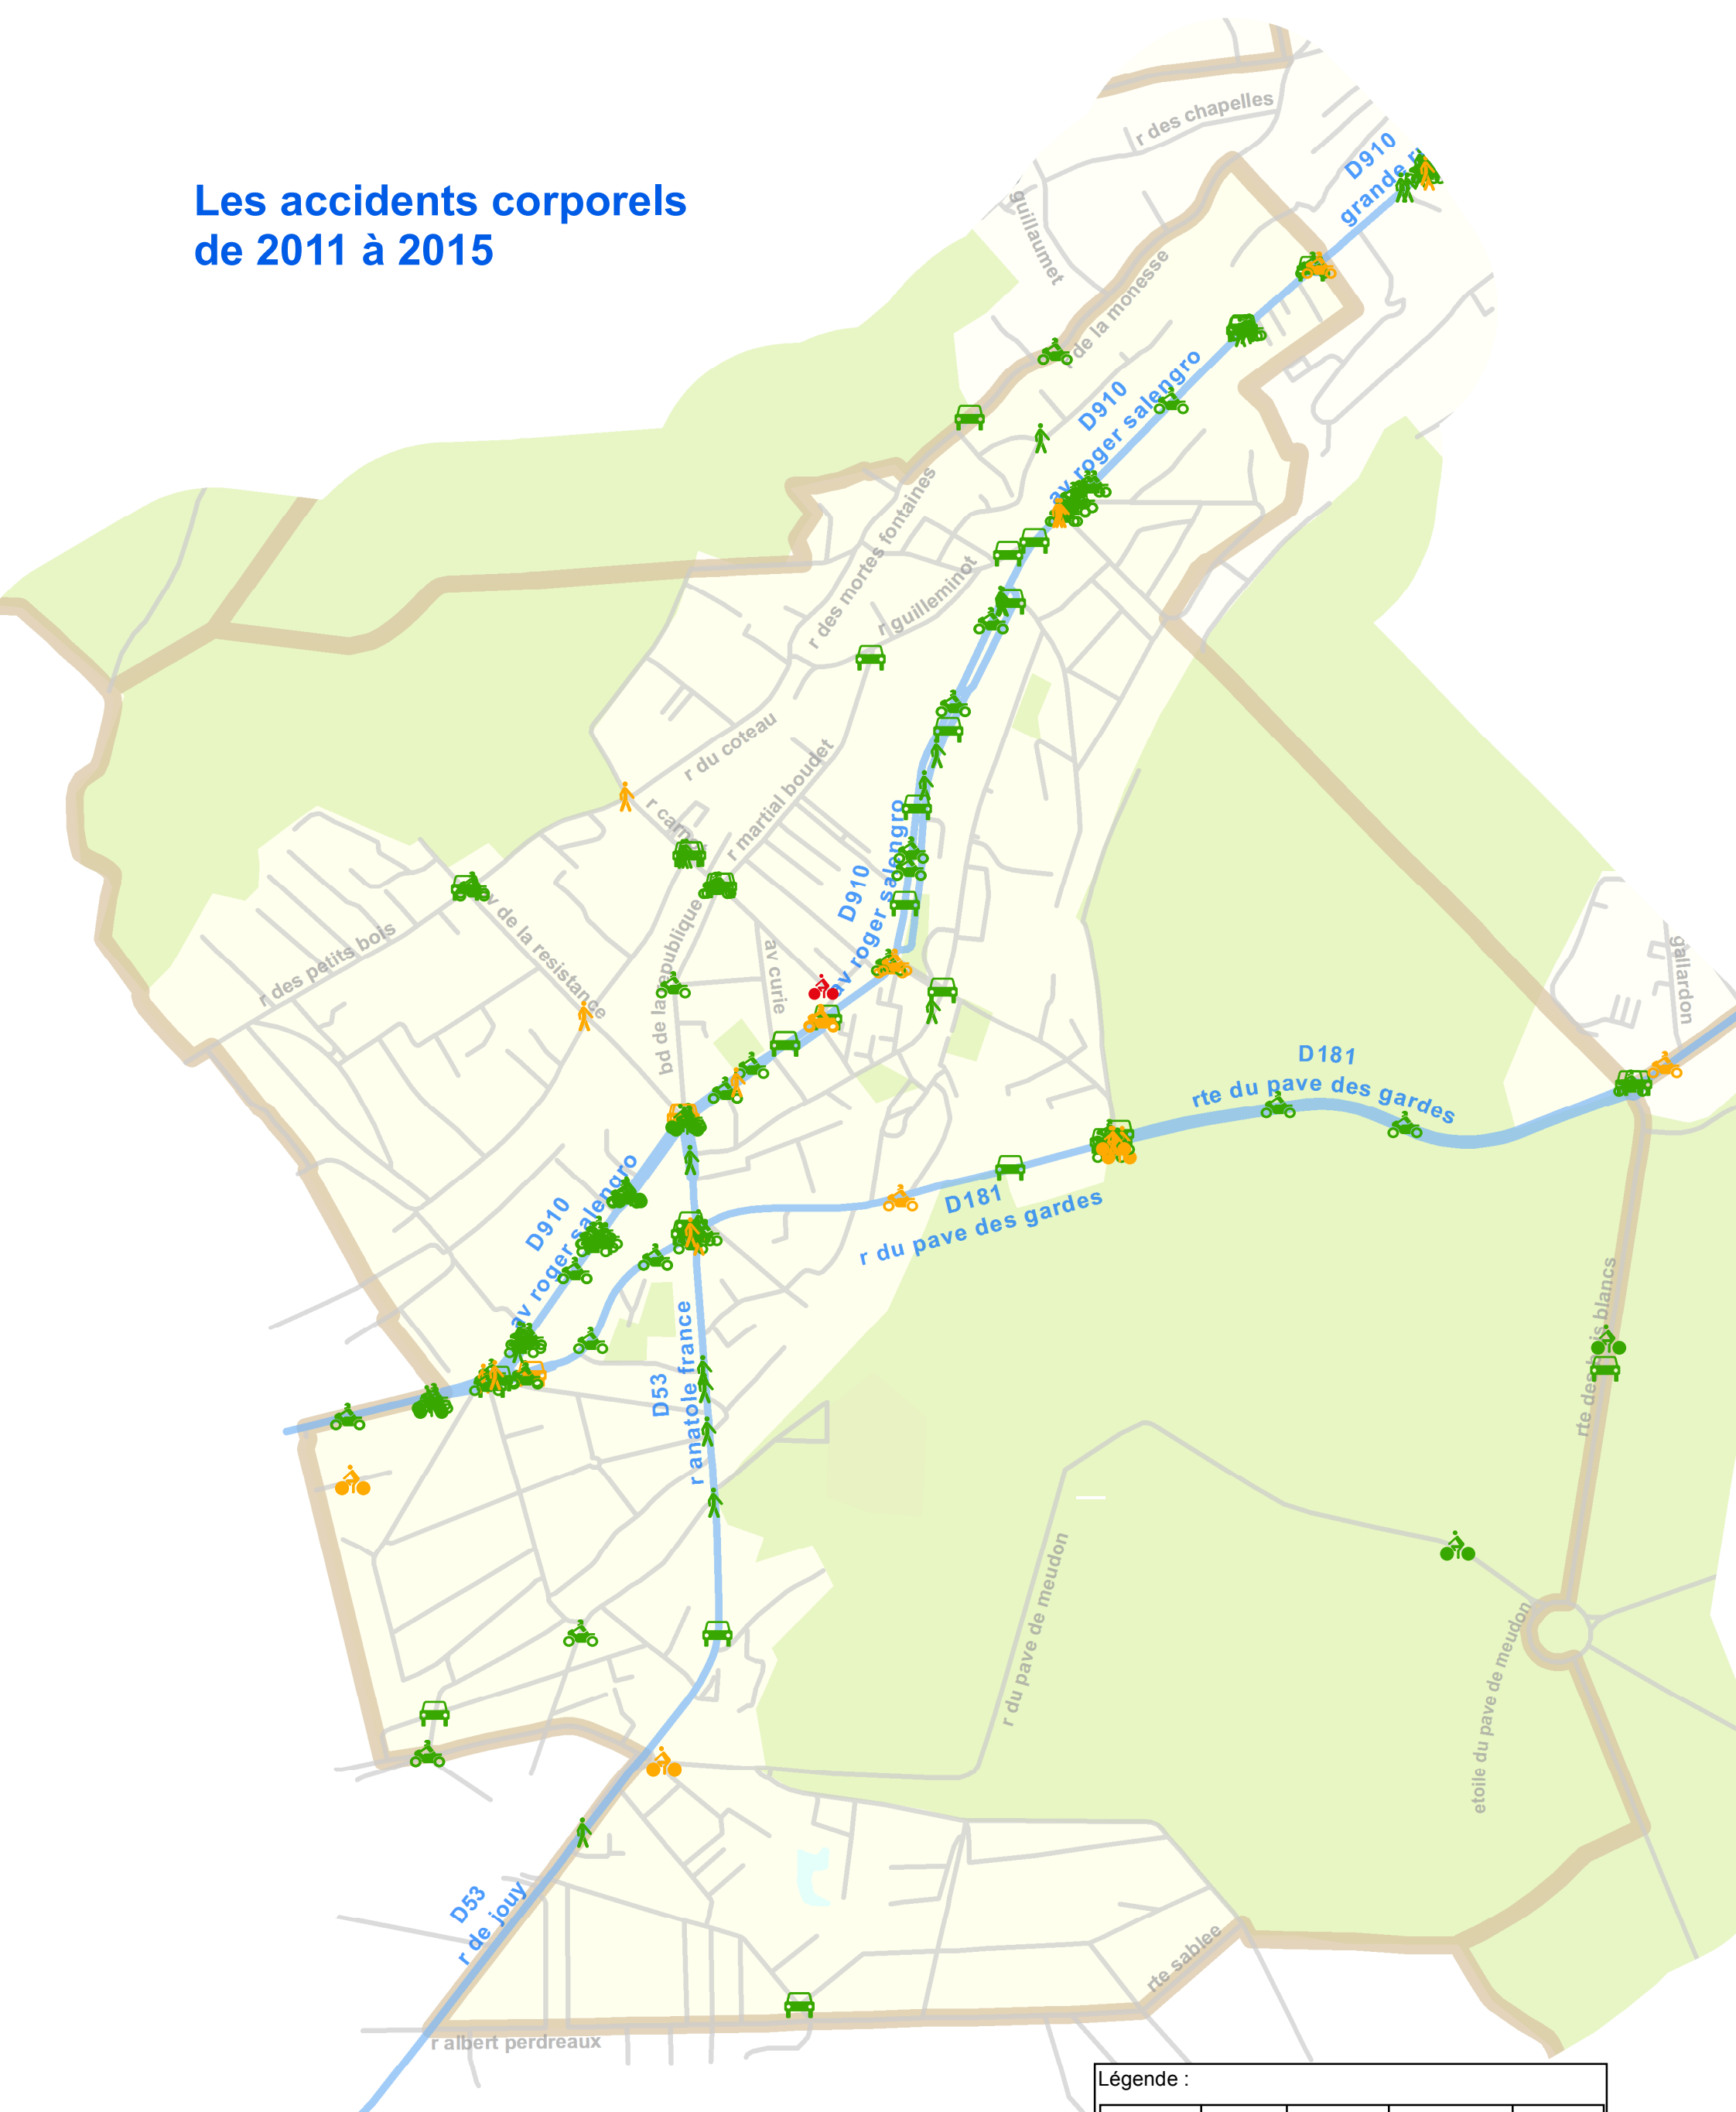 Les accidents corporels
de 2011 à 2015
r des chapelles
D910
grande r
guillaumet
de la monesse
D910
av roger salengro
r des mortes fontaines
r guilleminot
r du coteau
r martial boudet
D910
av roger salengro
r des petits bois
av de la resistance
bd de la republique
av curie
gallardon
D181
rte du pave des gardes
D181
r du pave des gardes
D910
av roger salengro
D53
r anatole france
rte des bois blancs
r du pave de meudon
etoile du pave de meudon
D53
r de jouy
rte sablee
r albert perdreaux
Légende :